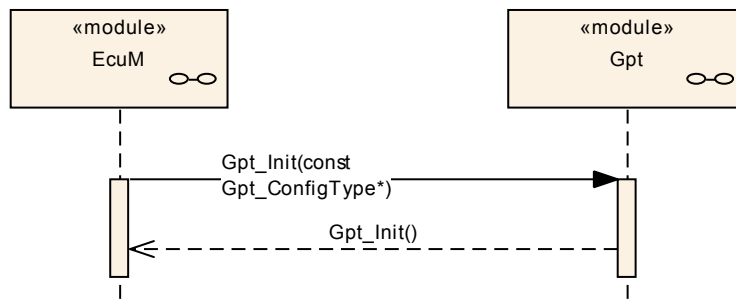 «module»
EcuM
«module»
Gpt
Gpt_Init(const
Gpt_ConfigType*)
Gpt_Init()